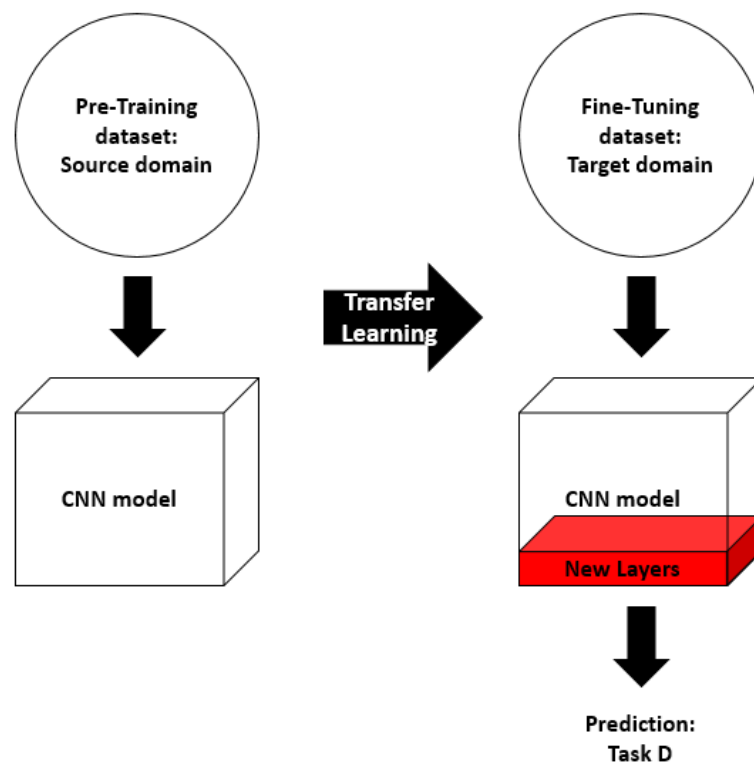 Pre-Training
dataset:
Source domain
Fine-Tuning
dataset:
Target domain
Transfer
Learning
CNN model
CNN model
New Layers
Prediction:
Task D